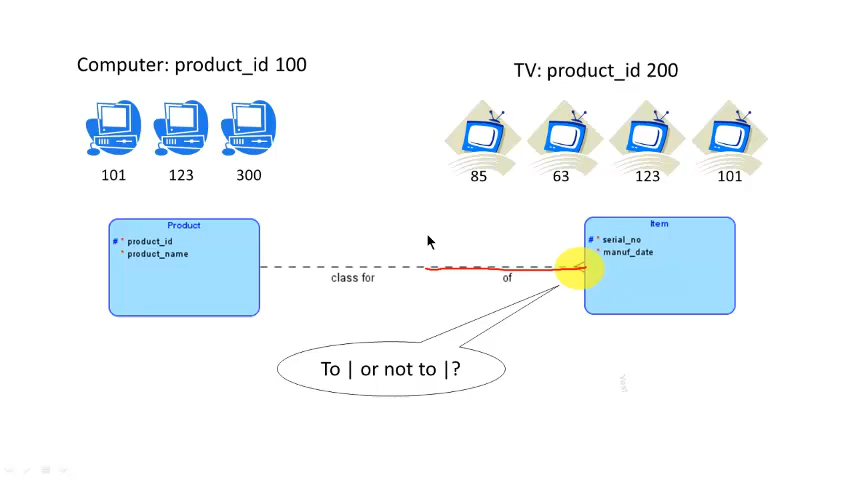 Computer: product_id 100
TV: product_id 200
101 123 300
85 63 123 101
Product
# * product_id
* product_name
class for
of
Item
# * serial_no
* manuf_date
To | or not to |?